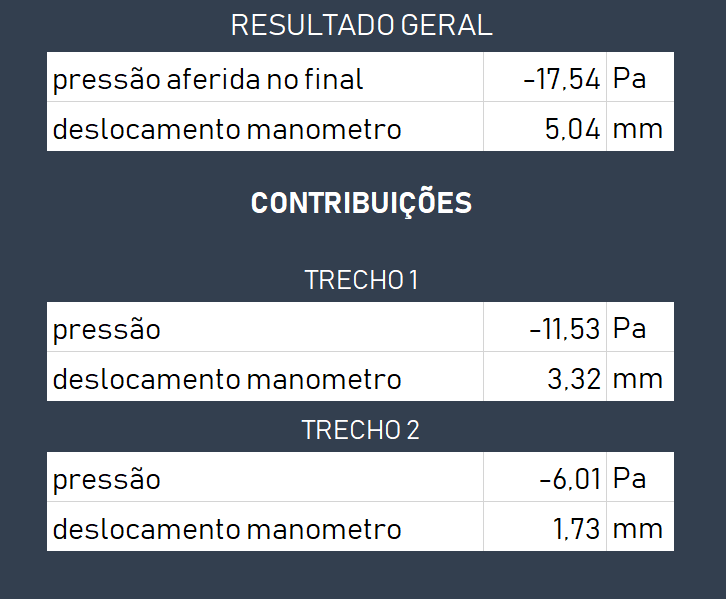 RESULTADO GERAL
pressão aferida no final -17,54 Pa
deslocamento manometro 5,04 mm
CONTRIBUIÇÕES
TRECHO 1
pressão -11,53 Pa
deslocamento manometro 3,32 mm
TRECHO 2
pressão -6,01 Pa
deslocamento manometro 1,73 mm